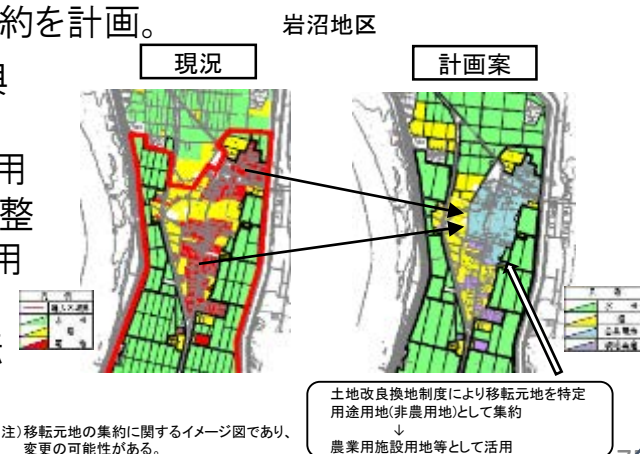 約を計画。
岩沼地区
現況
計画案
用
整
用
土地改良換地制度により移転元地を特定
用途用地(非農用地)として集約
↓
農業用施設用地等として活用
注)移転元地の集約に関するイメージ図であり、
変更の可能性がある。